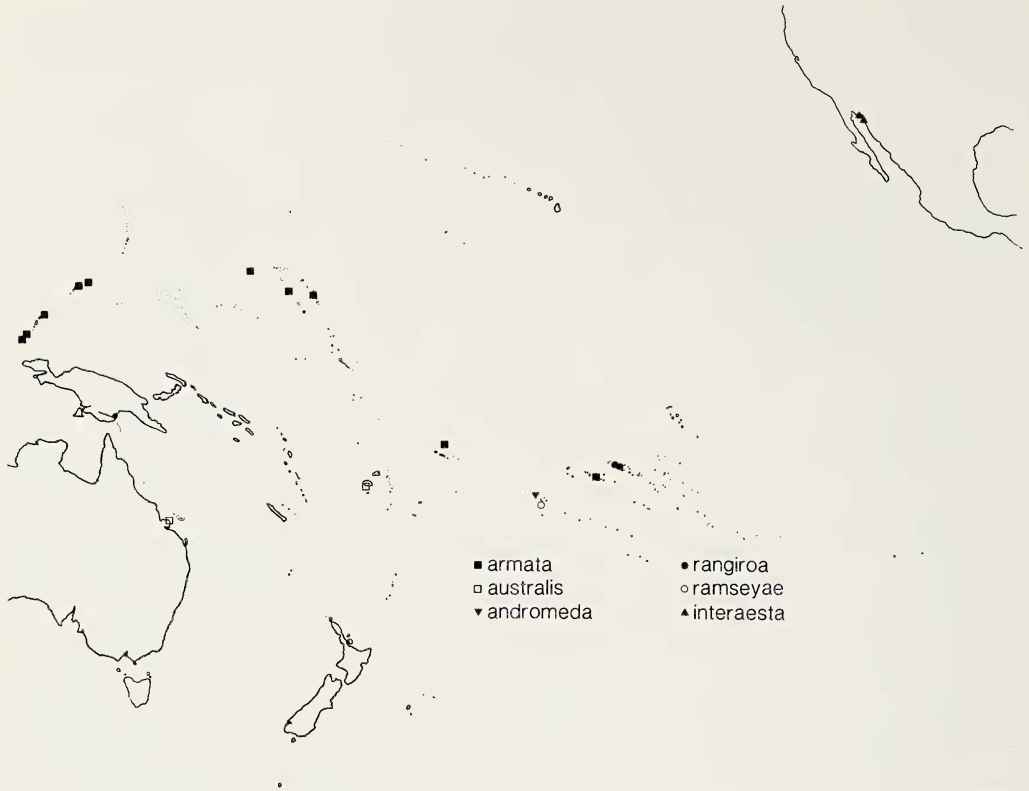 ■ armata
□ australis
▼ andromeda
● rangiroa
○ ramseyae
▲ interaesta